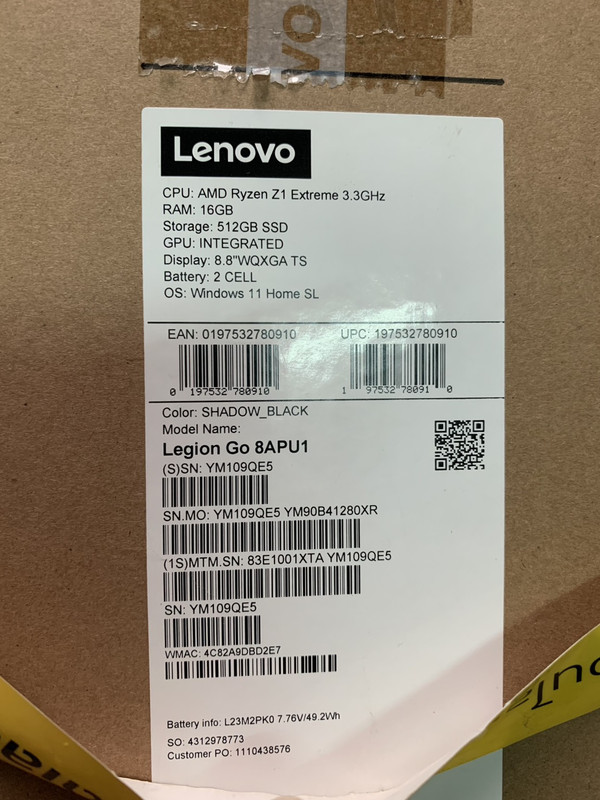 Lenovo
CPU: AMD Ryzen Z1 Extreme 3.3GHz
RAM: 16GB
Storage: 512GB SSD
GPU: INTEGRATED
Display: 8.8"WQXGA TS
Battery: 2 CELL
OS: Windows 11 Home SL
EAN: 0197532780910 UPC: 197532780910
0 197532 780910 1 97532 78091 0
Color: SHADOW_BLACK
Model Name:
Legion Go 8APU1
(S)SN: YM109QE5
SN.MO: YM109QE5 YM90B41280XR
(1S)MTM.SN: 83E1001XTA YM109QE5
SN: YM109QE5
WMAC: 4C82A9DBD2E7
Battery info: L23M2PK0 7.76V/49.2Wh
SO: 4312978773
Customer PO: 1110438576